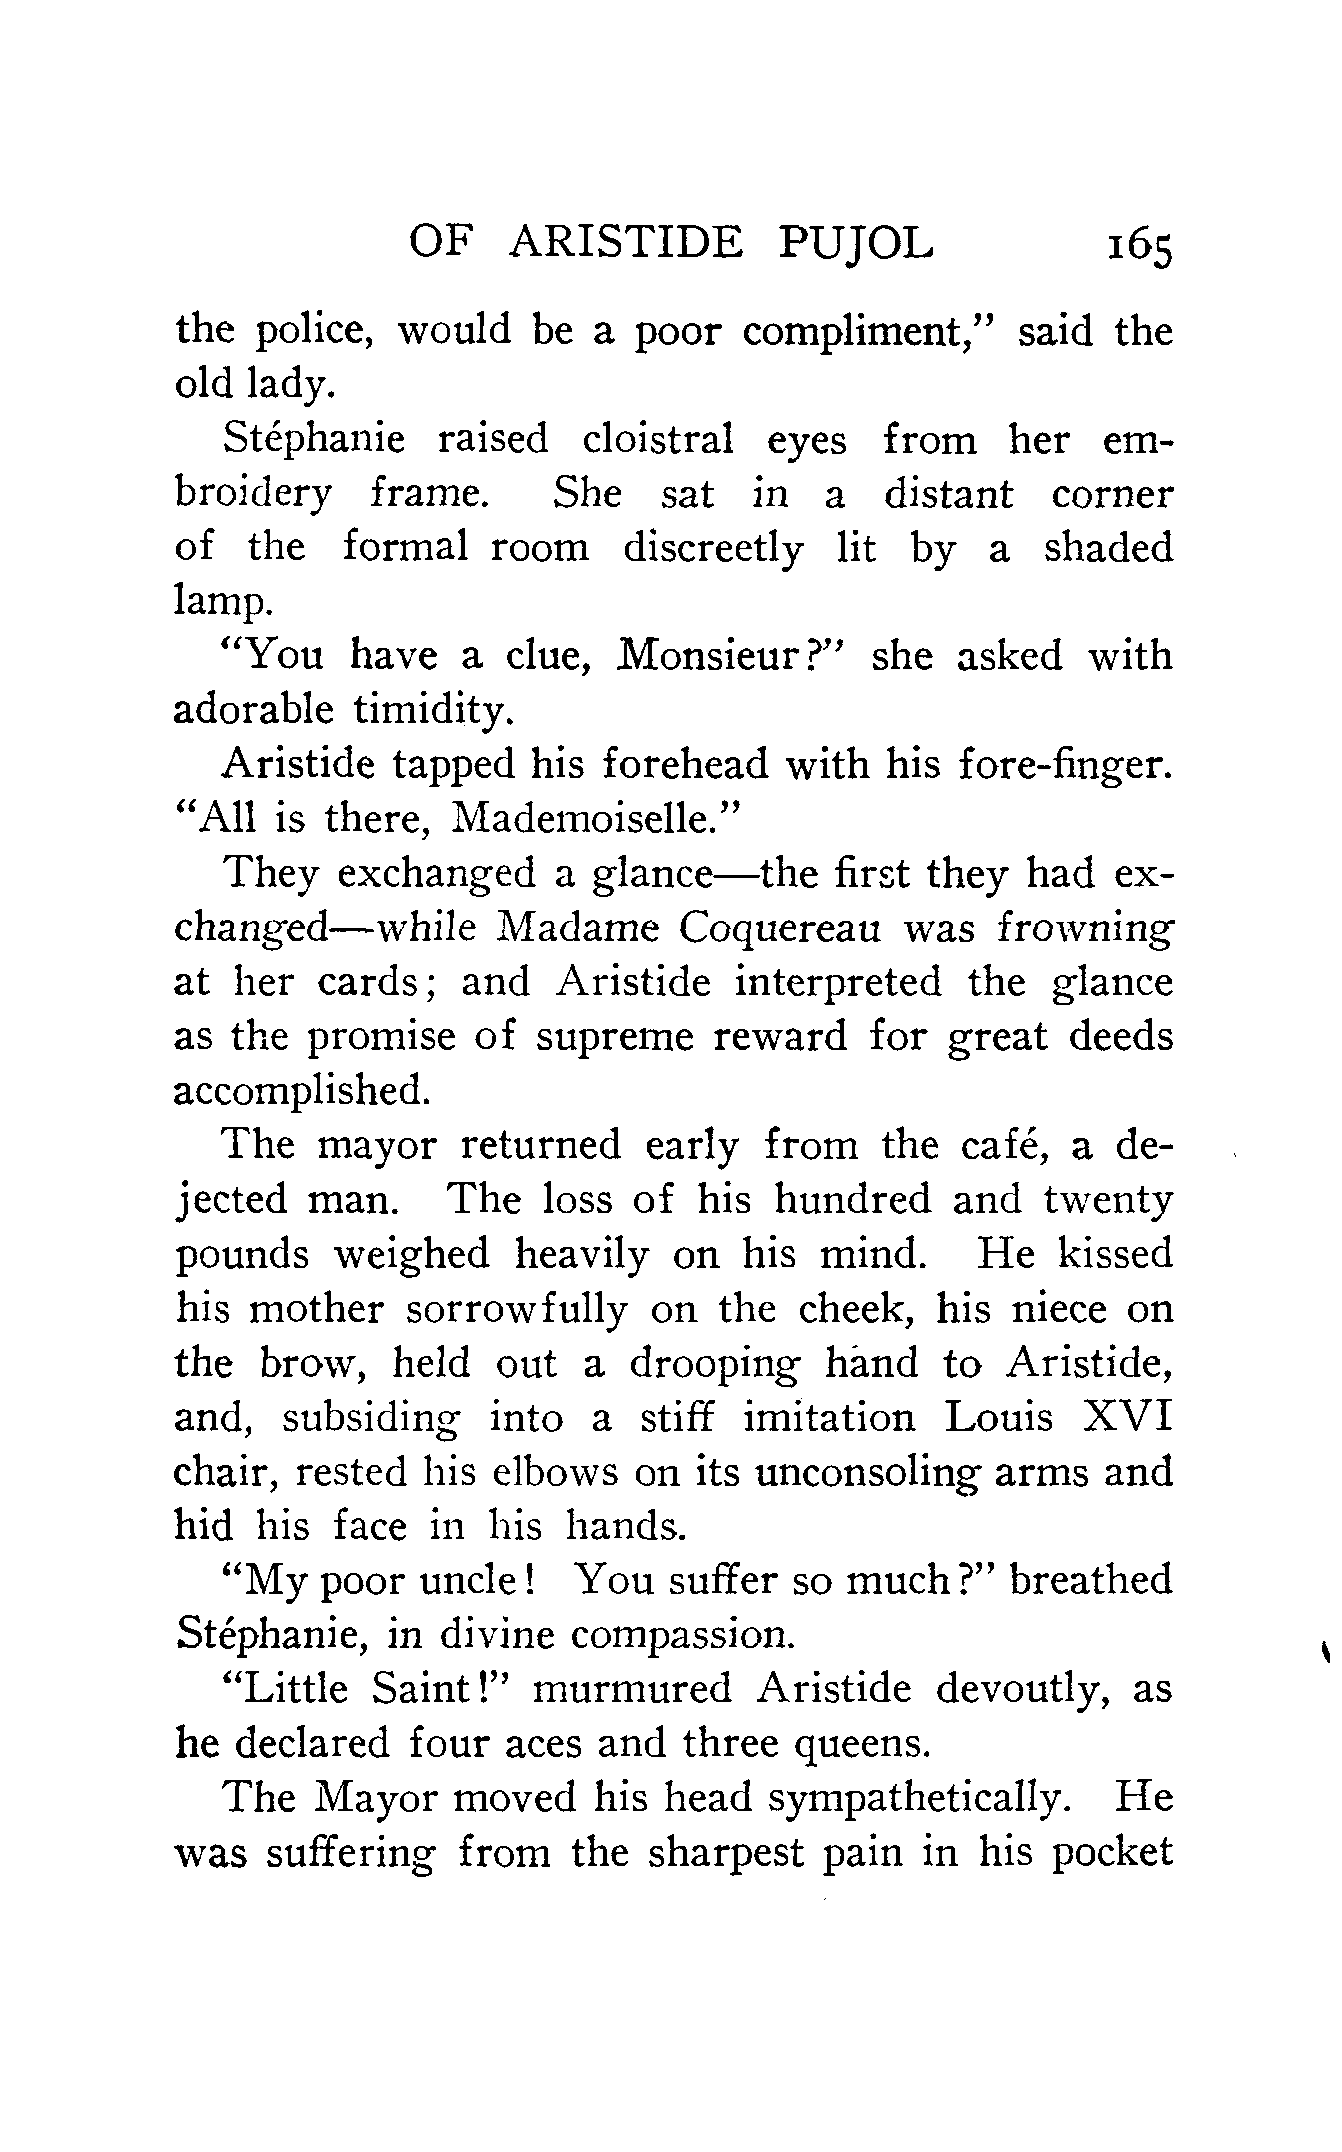 OF ARISTIDE PUJOL 165
the police, would be a poor compliment,” said the
old lady.
Stéphanie raised cloistral eyes from her em-
broidery frame. She sat in a distant corner
of the formal room discreetly lit by a shaded
lamp.
“You have a clue, Monsieur?” she asked with
adorable timidity.
Aristide tapped his forehead with his fore-finger.
“All is there, Mademoiselle.”
They exchanged a glance—the first they had ex-
changed—while Madame Coquereau was frowning
at her cards; and Aristide interpreted the glance
as the promise of supreme reward for great deeds
accomplished.
The mayor returned early from the café, a de-
jected man. The loss of his hundred and twenty
pounds weighed heavily on his mind. He kissed
his mother sorrowfully on the cheek, his niece on
the brow, held out a drooping hand to Aristide,
and, subsiding into a stiff imitation Louis XVI
chair, rested his elbows on its unconsoling arms and
hid his face in his hands.
“My poor uncle! You suffer so much?” breathed
Stéphanie, in divine compassion.
“Little Saint!” murmured Aristide devoutly, as
he declared four aces and three queens.
The Mayor moved his head sympathetically. He
was suffering from the sharpest pain in his pocket